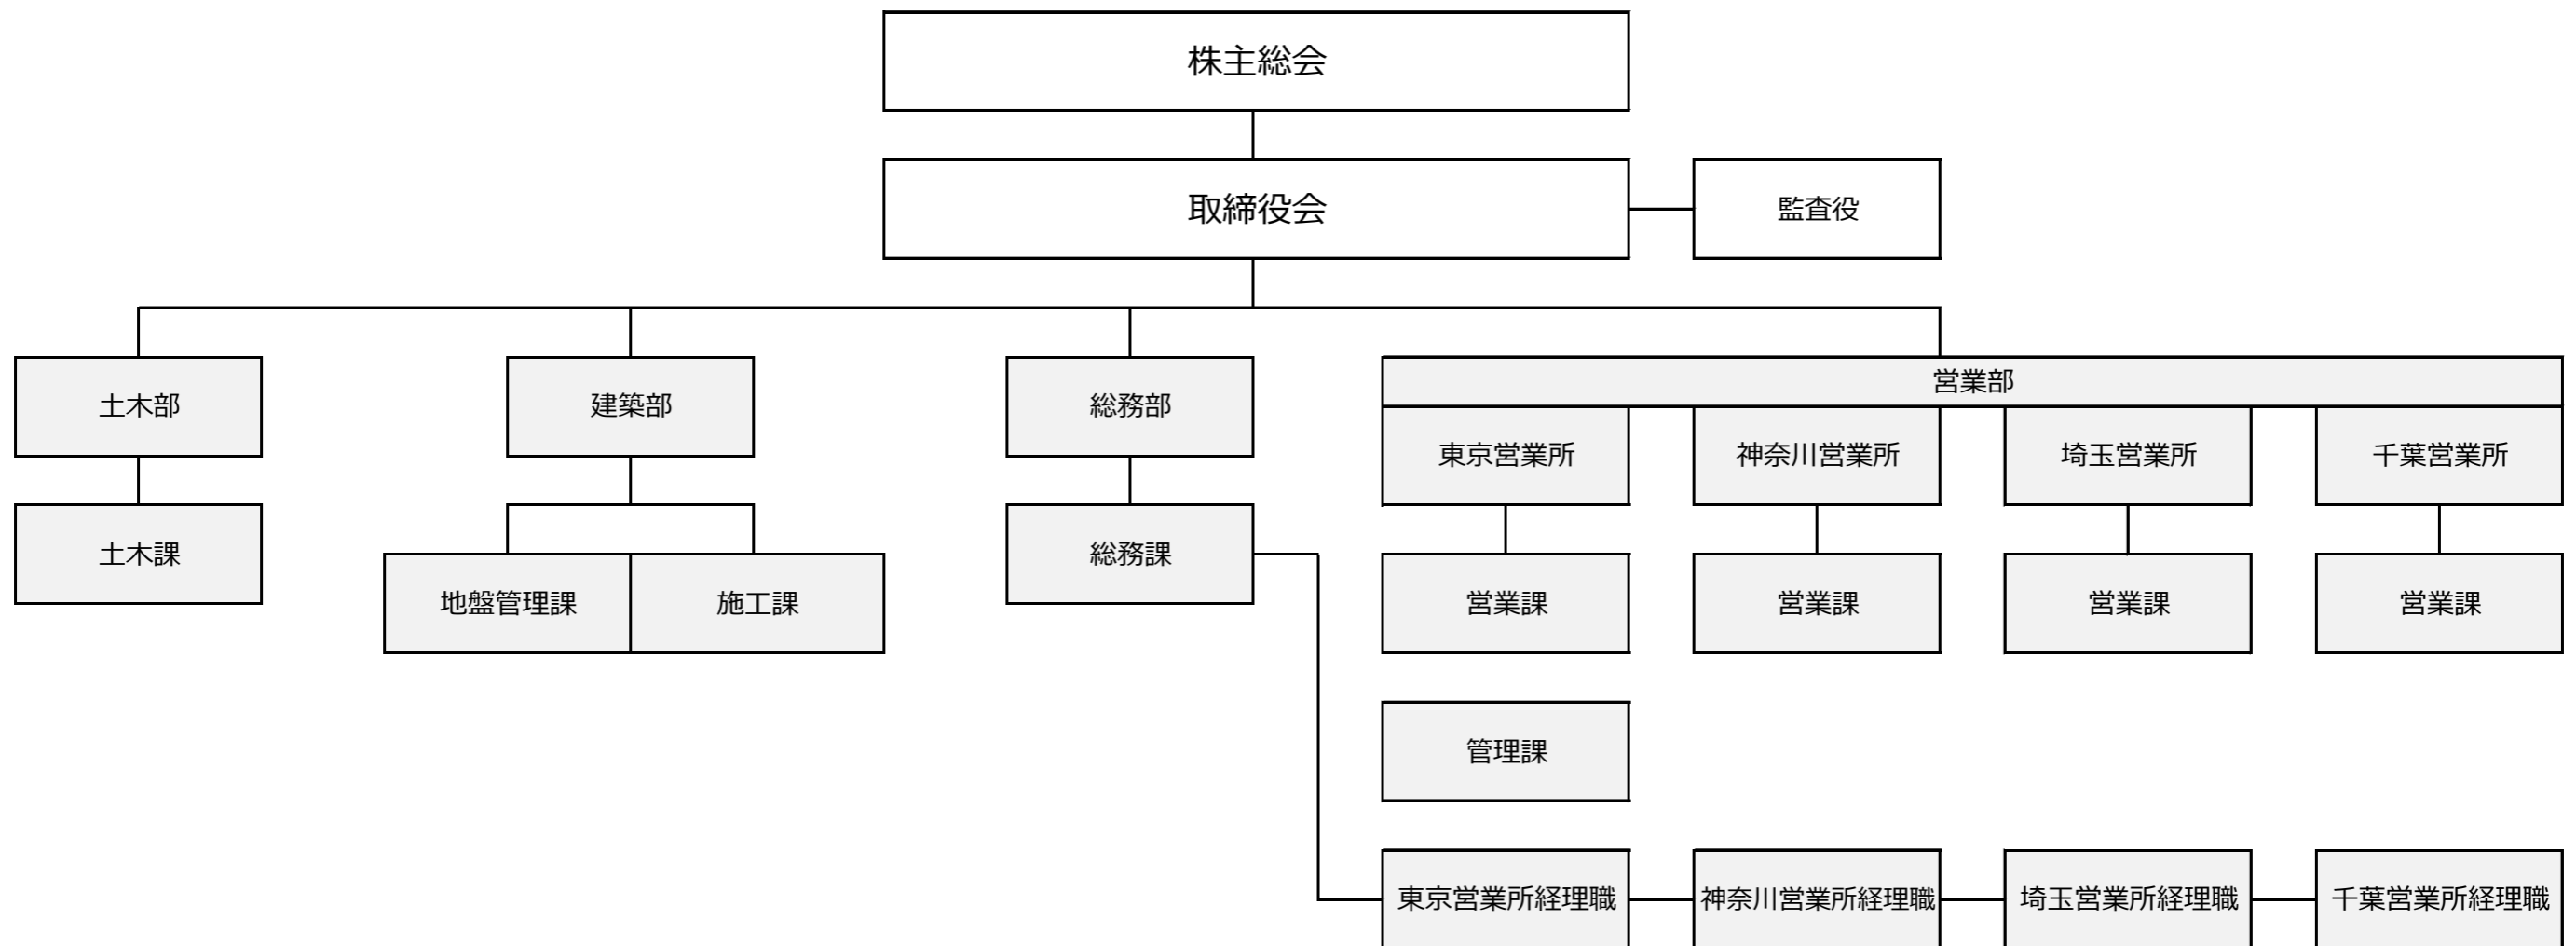 株主総会
取締役会
監査役
土木部
建築部
総務部
営業部
東京営業所
神奈川営業所
埼玉営業所
千葉営業所
土木課
総務課
地盤管理課
施工課
営業課
営業課
営業課
営業課
管理課
東京営業所経理職
神奈川営業所経理職
埼玉営業所経理職
千葉営業所経理職